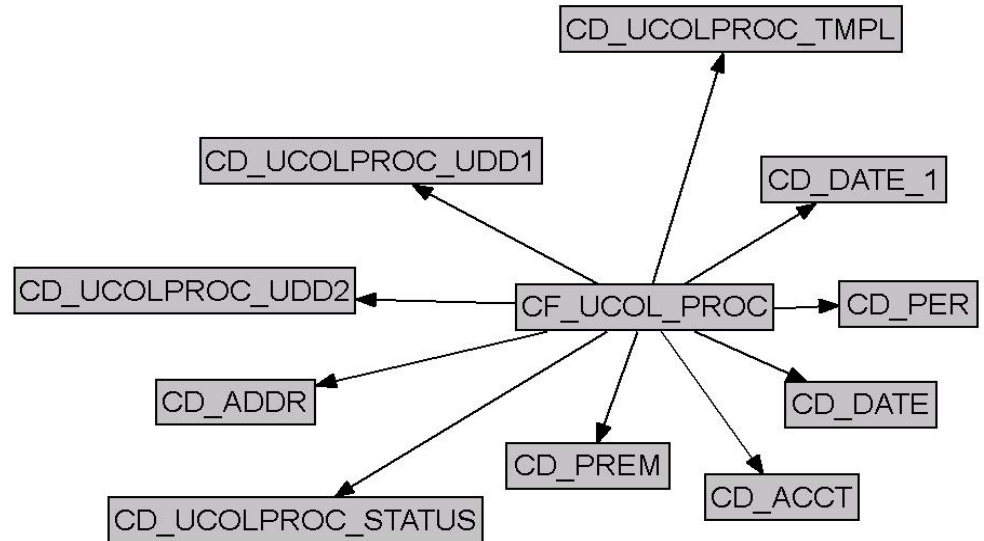 CD_UCOLPROC_TMPL
CD_UCOLPROC_UDD1
CD_DATE_1
CD_UCOLPROC_UDD2
CF_UCOL_PROC
CD_PER
CD_ADDR
CD_DATE
CD_PREM
CD_ACCT
CD_UCOLPROC_STATUS